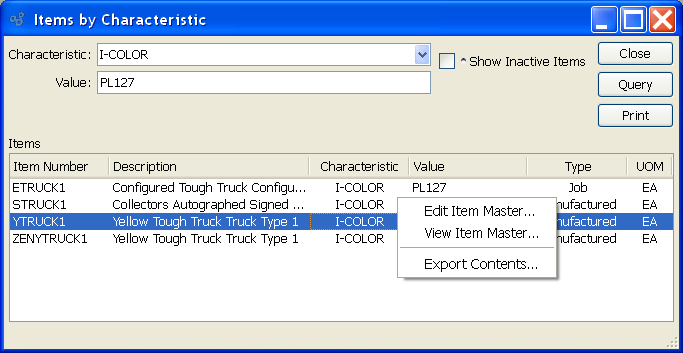 Items by Characteristic
Characteristic: I-COLOR ^ Show Inactive Items Close
Value: PL127 Query
Print
Items
Item Number Description Characteristic Value Type UOM
ETRUCK1 Configured Tough Truck Configu... I-COLOR PL127 Job EA
STRUCK1 Collectors Autographed Signed ... I-COLOR nufactured EA
Edit Item Master...
YTRUCK1 Yellow Tough Truck Truck Type 1 I-COLOR nufactured EA
View Item Master...
ZENYTRUCK1 Yellow Tough Truck Truck Type 1 I-COLOR nufactured EA
Export Contents...